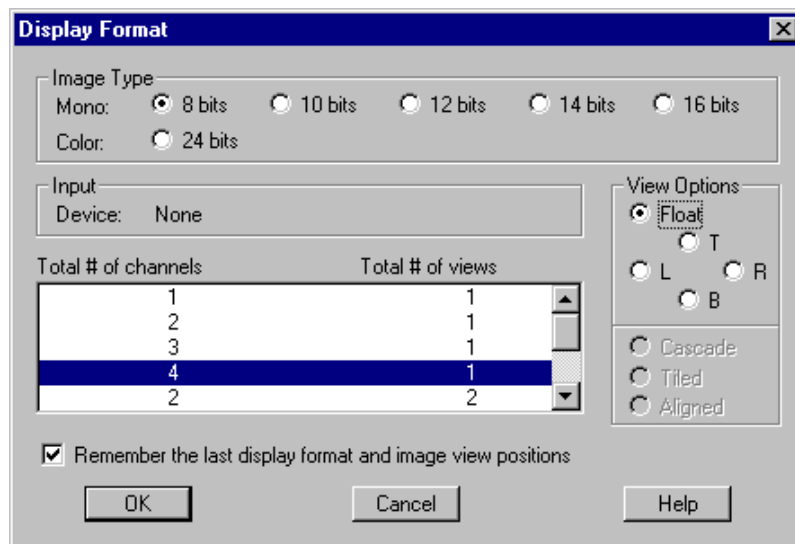 Display Format
Image Type
Mono: 8 bits 10 bits 12 bits 14 bits 16 bits
Color: 24 bits
Input
Device: None
View Options
Float
T
L R
B
Cascade
Tiled
Aligned
Total # of channels Total # of views
1 1
2 1
3 1
4 1
2 2
Remember the last display format and image view positions
OK Cancel Help